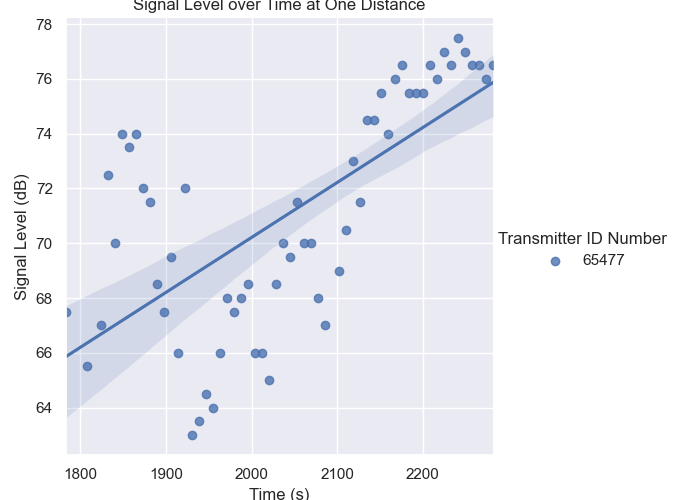 Signal Level over Time at One Distance
78
76
74
72
70
68
66
64
Signal Level (dB)
1800 1900 2000 2100 2200
Time (s)
Transmitter ID Number
65477